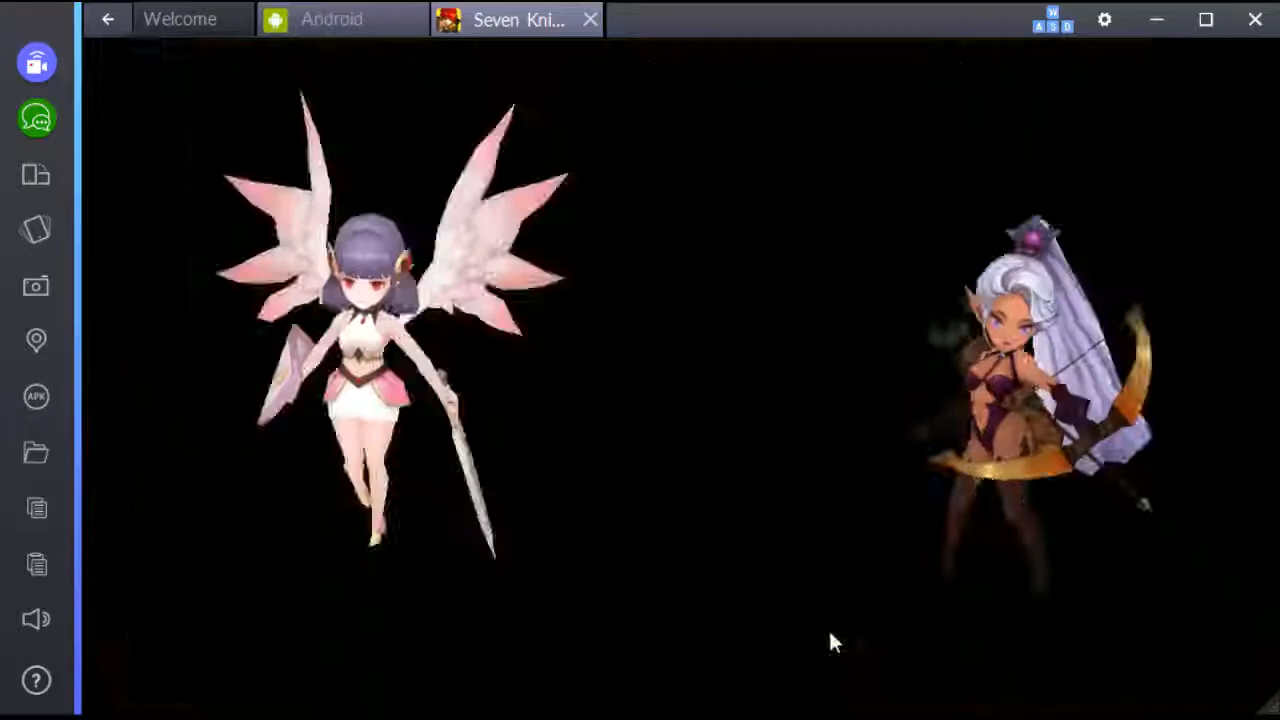 Welcome
Android
Seven Kni...
W
A S D
APK
?